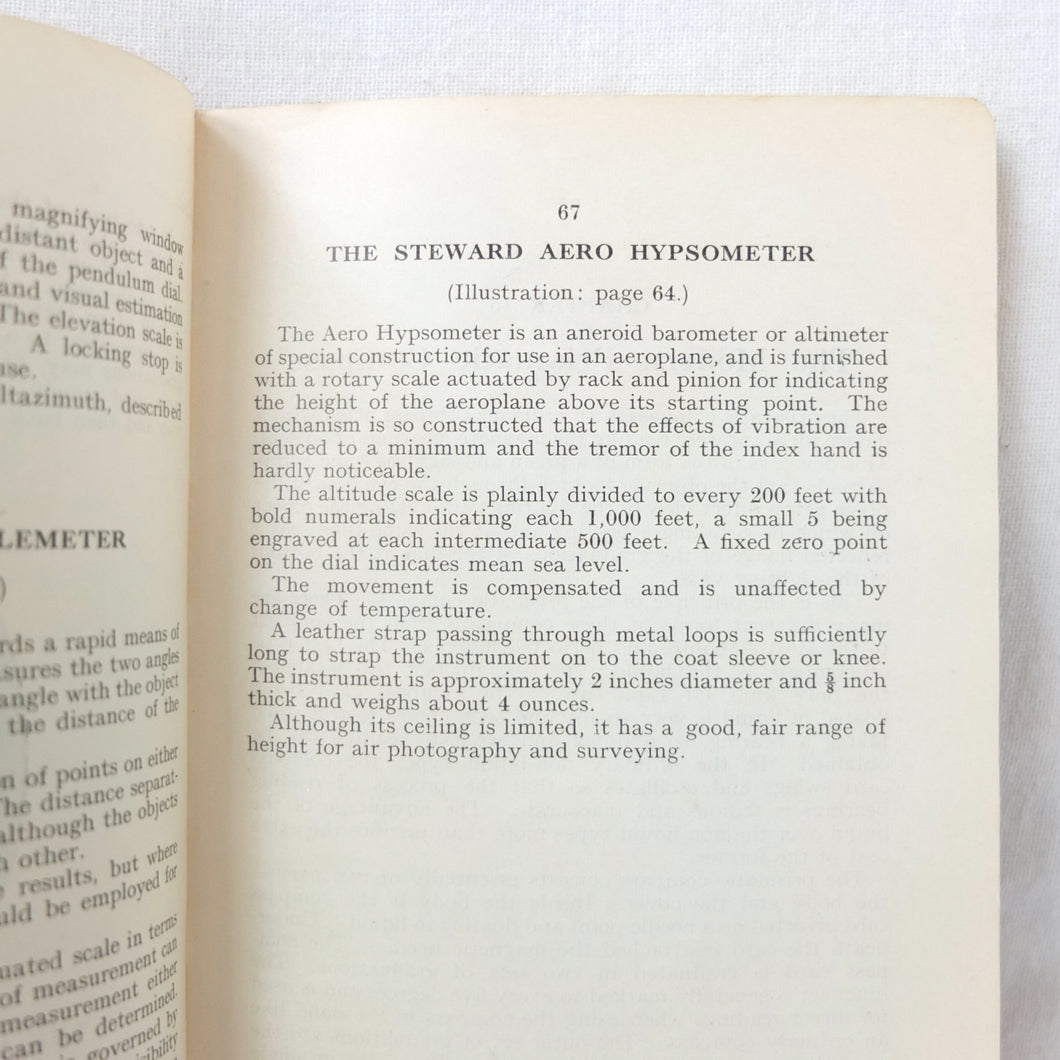 magnifying window
distant object and a
f the pendulum dial.
and visual estimation
The elevation scale is
A locking stop is
use.
ltazimuth, described
LEMETER
)
rds a rapid means of
sures the two angles
angle with the object
the distance of the
n of points on either
The distance separat-
although the objects
h other.
e results, but where
uld be employed for
uated scale in terms
of measurement can
measurement either
can be determined.
is governed by
67
THE STEWARD AERO HYPSOMETER
(Illustration: page 64.)
The Aero Hypsometer is an aneroid barometer or altimeter
of special construction for use in an aeroplane, and is furnished
with a rotary scale actuated by rack and pinion for indicating
the height of the aeroplane above its starting point. The
mechanism is so constructed that the effects of vibration are
reduced to a minimum and the tremor of the index hand is
hardly noticeable.
The altitude scale is plainly divided to every 200 feet with
bold numerals indicating each 1,000 feet, a small 5 being
engraved at each intermediate 500 feet. A fixed zero point
on the dial indicates mean sea level.
The movement is compensated and is unaffected by
change of temperature.
A leather strap passing through metal loops is sufficiently
long to strap the instrument on to the coat sleeve or knee.
The instrument is approximately 2 inches diameter and ⅝ inch
thick and weighs about 4 ounces.
Although its ceiling is limited, it has a good, fair range of
height for air photography and surveying.